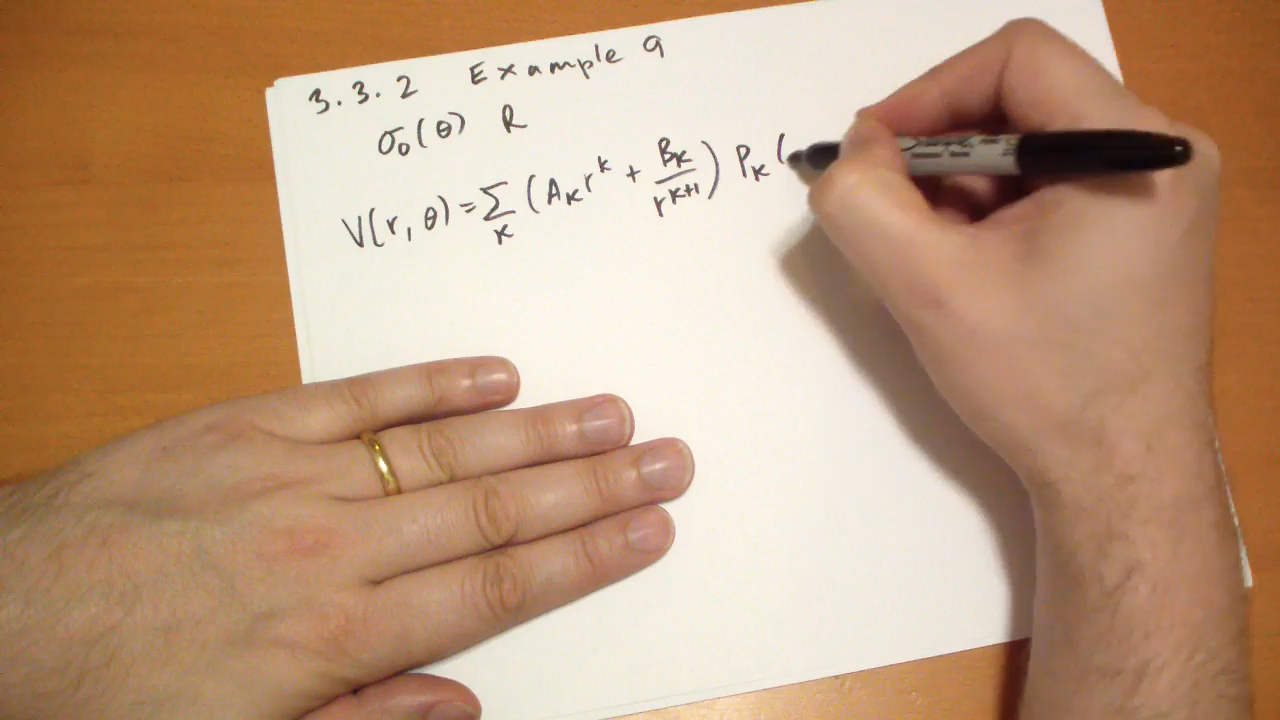 3.3.2 Example 9
σ₀(θ) R
V(r, θ) = Σ_k (A_k r^k + B_k / r^{k+1}) P_k (